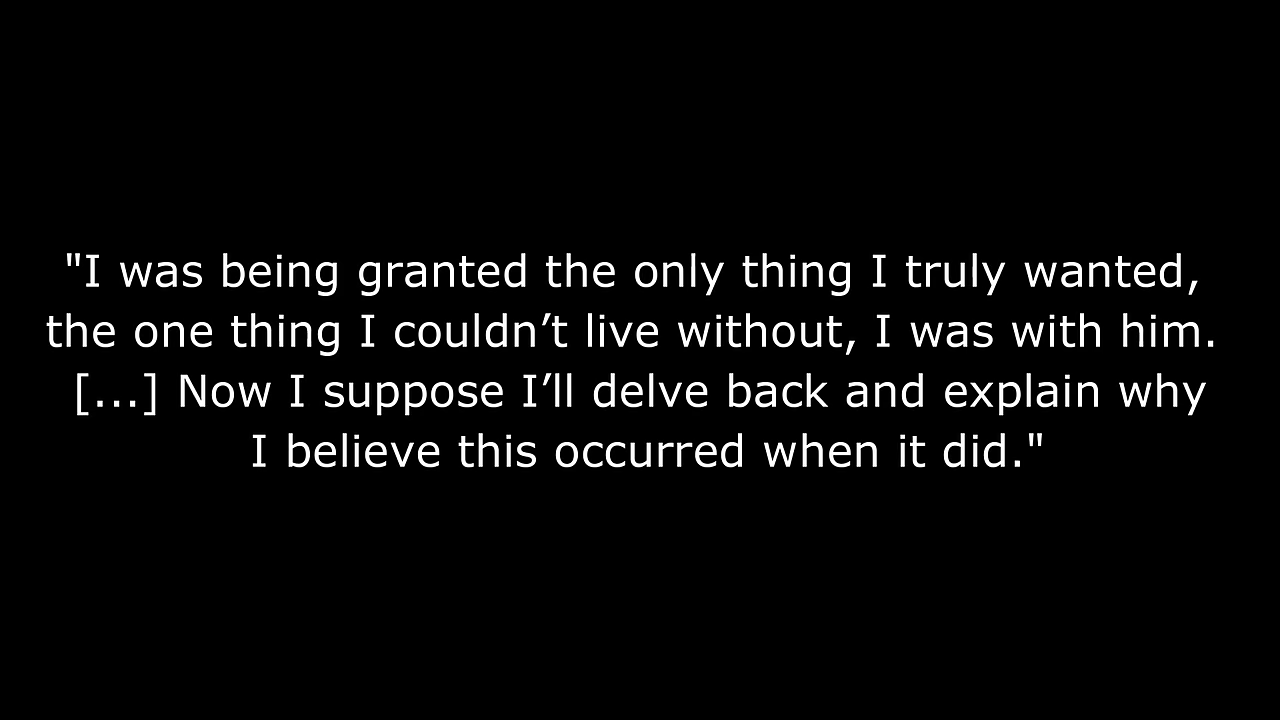 "I was being granted the only thing I truly wanted,
the one thing I couldn’t live without, I was with him.
[...] Now I suppose I’ll delve back and explain why
I believe this occurred when it did."